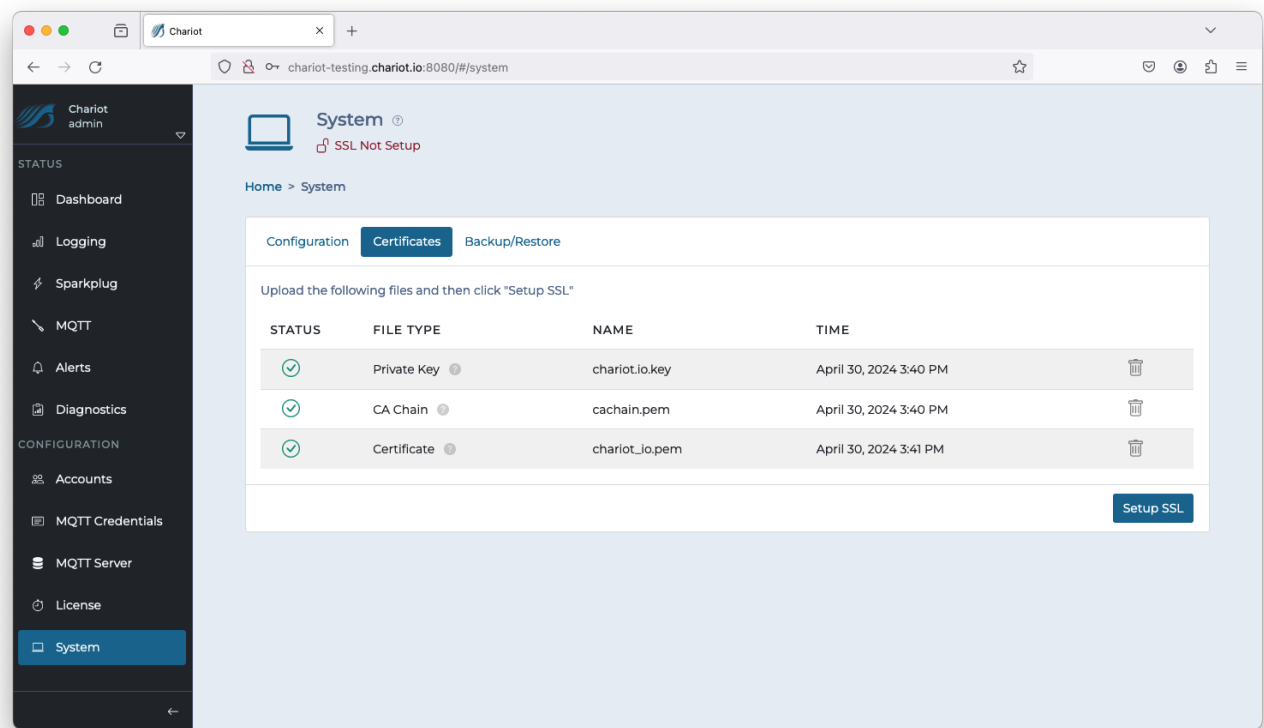 Chariot
chariot-testing.chariot.io:8080/#/system
Chariot
admin
STATUS
Dashboard
Logging
Sparkplug
MQTT
Alerts
Diagnostics
CONFIGURATION
Accounts
MQTT Credentials
MQTT Server
License
System
System
SSL Not Setup
Home > System
Configuration Certificates Backup/Restore
Upload the following files and then click "Setup SSL"
STATUS FILE TYPE NAME TIME
Private Key chariot.io.key April 30, 2024 3:40 PM
CA Chain cachain.pem April 30, 2024 3:40 PM
Certificate chariot_io.pem April 30, 2024 3:41 PM
Setup SSL